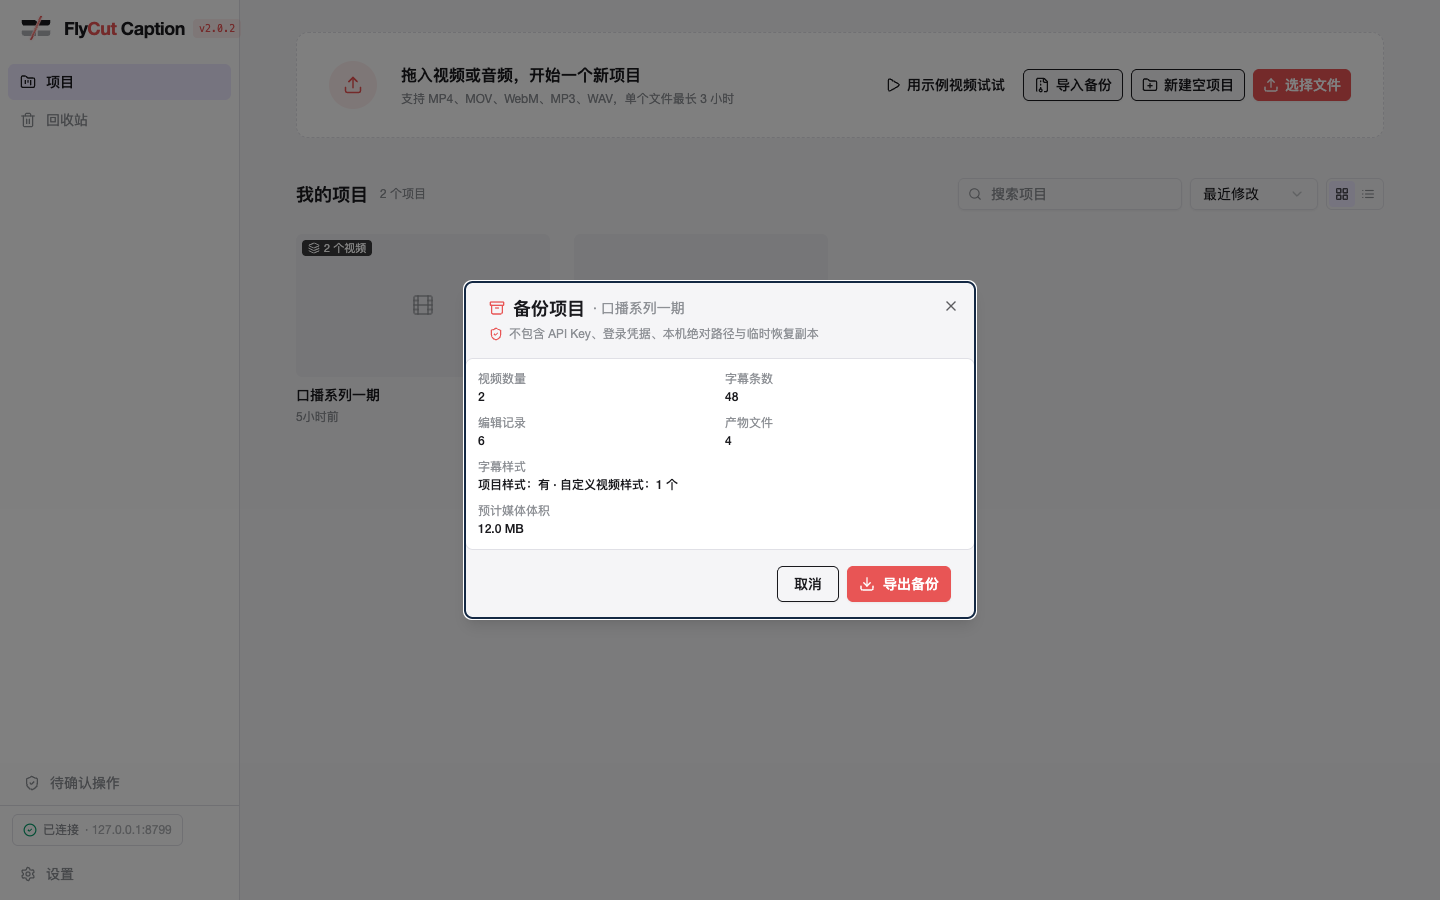 FlyCut Caption v2.0.2
项目
回收站
拖入视频或音频，开始一个新项目
支持 MP4、MOV、WebM、MP3、WAV，单个文件最长 3 小时
用示例视频试试
导入备份
新建空项目
选择文件
我的项目 2 个项目
搜索项目
最近修改
2 个视频
口播系列一期
5小时前
备份项目 · 口播系列一期
不包含 API Key、登录凭据、本机绝对路径与临时恢复副本
视频数量
2
字幕条数
48
编辑记录
6
产物文件
4
字幕样式
项目样式：有 · 自定义视频样式：1 个
预计媒体体积
12.0 MB
取消
导出备份
待确认操作
已连接 · 127.0.0.1:8799
设置